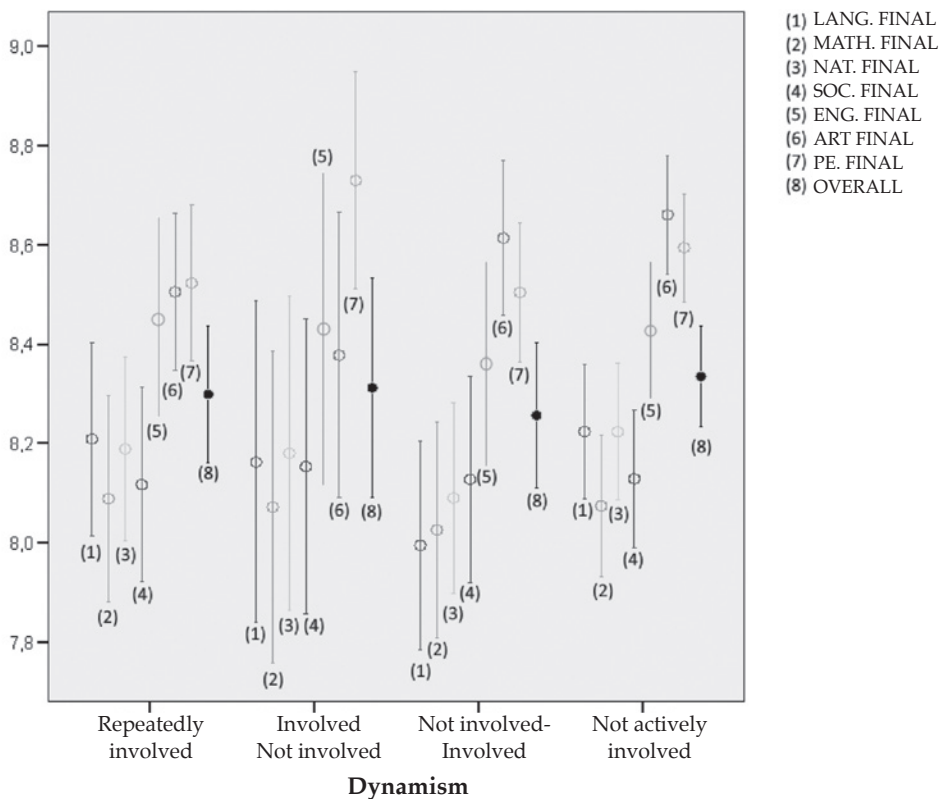 (1) LANG. FINAL
(2) MATH. FINAL
(3) NAT. FINAL
(4) SOC. FINAL
(5) ENG. FINAL
(6) ART FINAL
(7) PE. FINAL
(8) OVERALL
9,0
8,8
8,6
8,4
8,2
8,0
7,8
(1)
(2)
(3)
(4)
(5)
(6)
(7)
(8)
(1)
(2)
(3)
(4)
(5)
(6)
(7)
(8)
(1)
(2)
(3)
(4)
(5)
(6)
(7)
(8)
(1)
(2)
(3)
(4)
(5)
(6)
(7)
(8)
Repeatedly
involved
Involved
Not involved
Not involved-
Involved
Not actively
involved
Dynamism